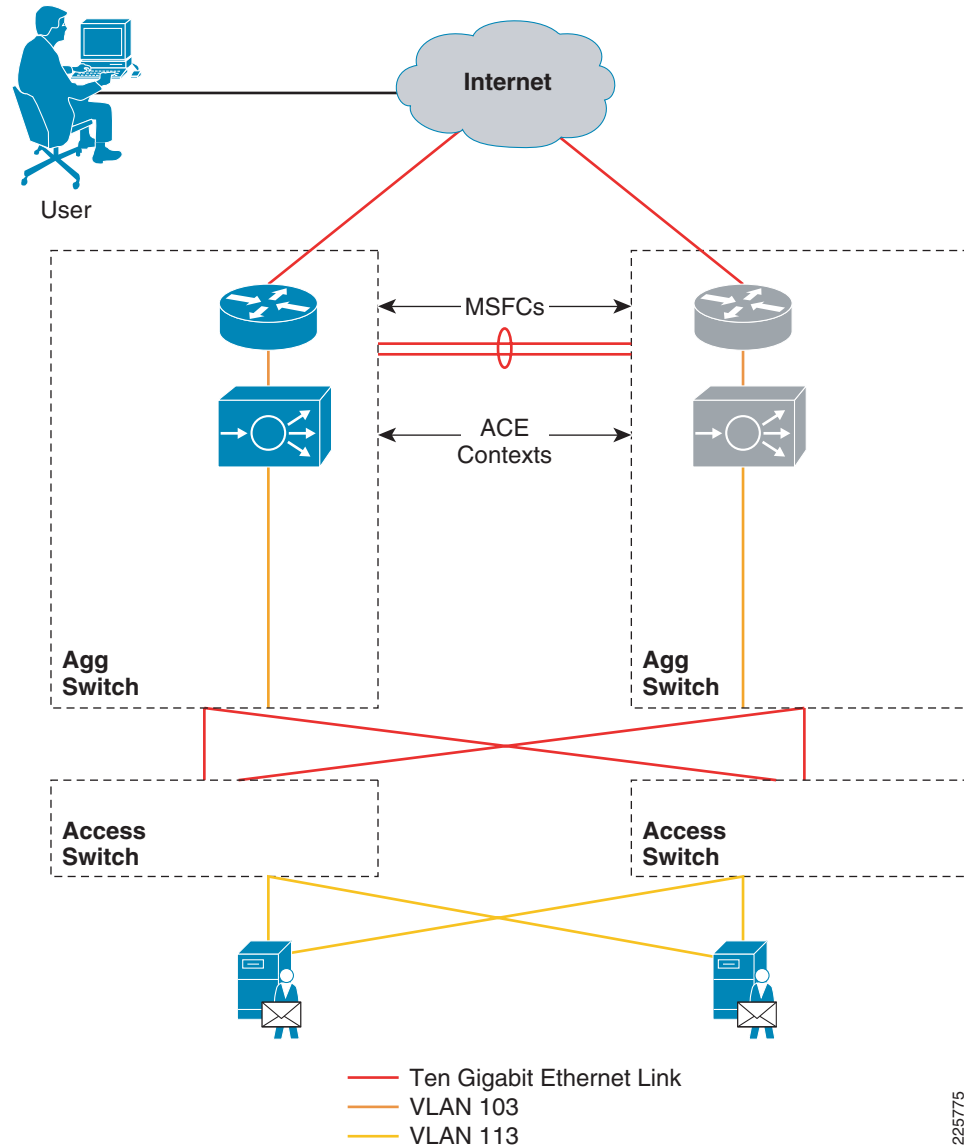 Internet
User
MSFCs
ACE
Contexts
Agg
Switch
Agg
Switch
Access
Switch
Access
Switch
Ten Gigabit Ethernet Link
VLAN 103
VLAN 113
225775